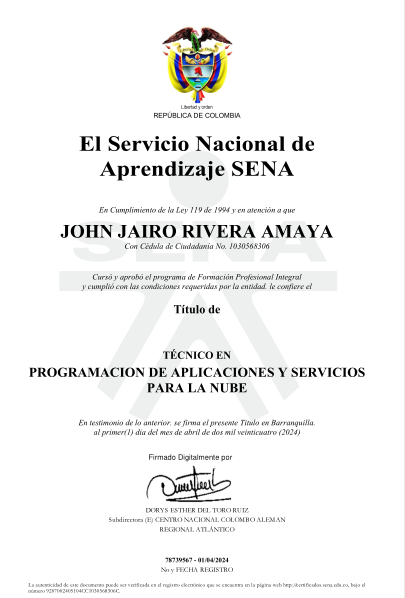 Libertad y orden
REPÚBLICA DE COLOMBIA
El Servicio Nacional de
Aprendizaje SENA
SENA
En Cumplimiento de la Ley 119 de 1994 y en atención a que
JOHN JAIRO RIVERA AMAYA
Con Cédula de Ciudadanía No. 1030568306
Cursó y aprobó el programa de Formación Profesional Integral
y cumplió con las condiciones requeridas por la entidad. le confiere el
Título de
TÉCNICO EN
PROGRAMACION DE APLICACIONES Y SERVICIOS
PARA LA NUBE
En testimonio de lo anterior. se firma el presente Título en Barranquilla.
al primer(1) día del mes de abril de dos mil veinticuatro (2024)
Firmado Digitalmente por
DORYS ESTHER DEL TORO RUIZ
Subdirectora (E) CENTRO NACIONAL COLOMBO ALEMAN
REGIONAL ATLÁNTICO
78739567 - 01/04/2024
No y FECHA REGISTRO
La autenticidad de este documento puede ser verificada en el registro electrónico que se encuentra en la página web http://certificados.sena.edu.co, bajo el
número 9287002405104CC1030568306C.